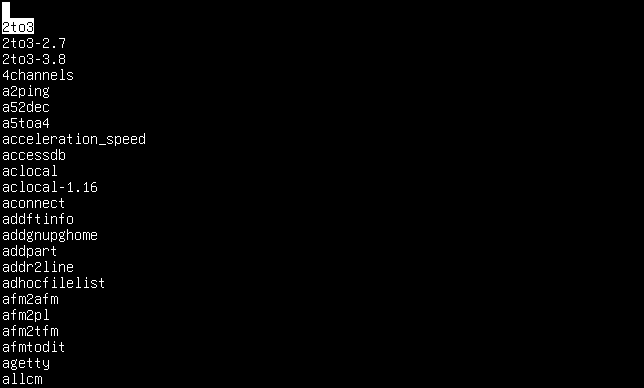 2to3
2to3-2.7
2to3-3.8
4channels
a2ping
a52dec
a5toa4
acceleration_speed
accessdb
aclocal
aclocal-1.16
aconnect
addftinfo
addgnupghome
addpart
addr2line
adhocfilelist
afm2afm
afm2pl
afm2tfm
afmtodit
agetty
allcm